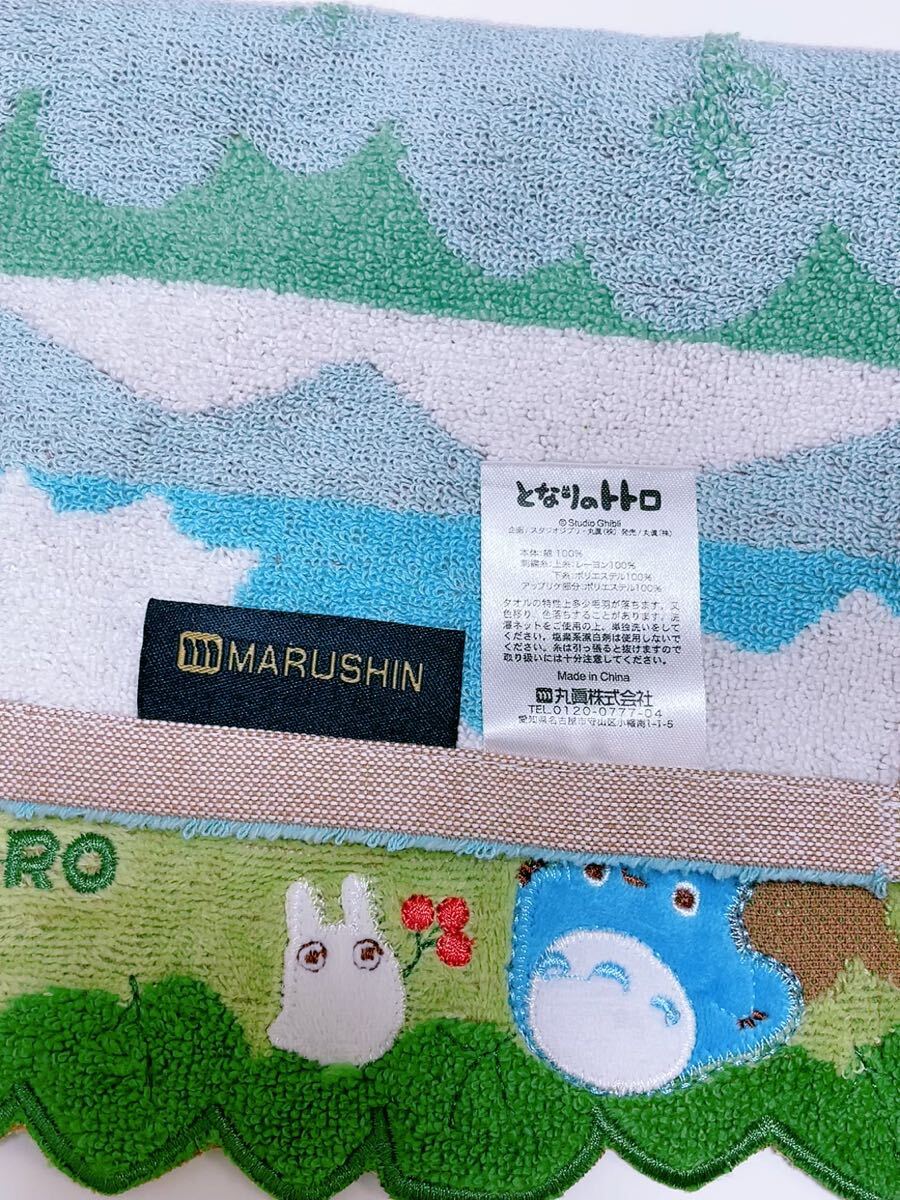 となりのトトロ
© Studio Ghibli
企画/スタジオジブリ・丸眞(株) 発売/丸眞(株)
本体:綿100%
刺繍糸:上糸:レーヨン100%
下糸:ポリエステル100%
アップリケ部分:ポリエステル100%
タオルの特性上多少毛羽が落ちます。又
色移り、色落ちすることがあります。洗
濯ネットをご使用の上、単独洗いをして
ください。塩素系漂白剤は使用しないで
ください。糸は引っ張ると抜けますので
取り扱いには十分注意してください。
Made in China
丸眞株式会社
TEL.0120-0777-04
愛知県名古屋市守山区小幡南1-1-5
MARUSHIN
RO